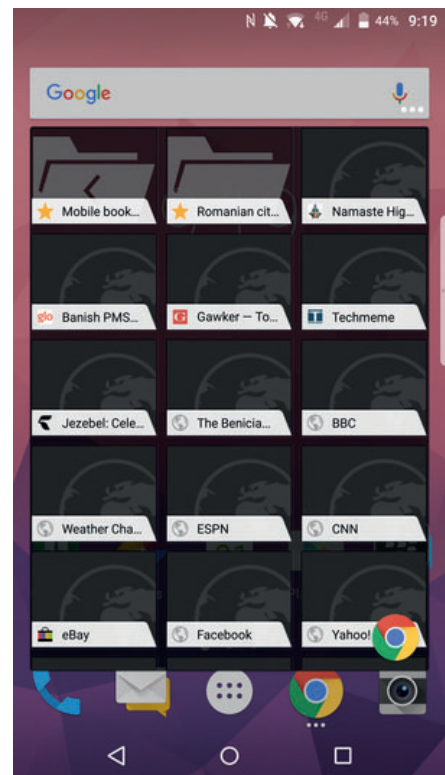 4G 44% 9:19
Google
Mobile book... Romanian cit... Namaste Hig...
Banish PMS... Gawker — To... Techmeme
Jezebel: Cele... The Benicia... BBC
Weather Cha... ESPN CNN
eBay Facebook Yahoo!